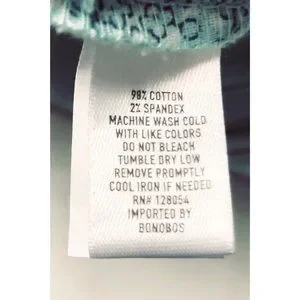 98% COTTON
2% SPANDEX
MACHINE WASH COLD
WITH LIKE COLORS
DO NOT BLEACH
TUMBLE DRY LOW
REMOVE PROMPTLY
COOL IRON IF NEEDED
RN# 128054
IMPORTED BY
BONOBOS